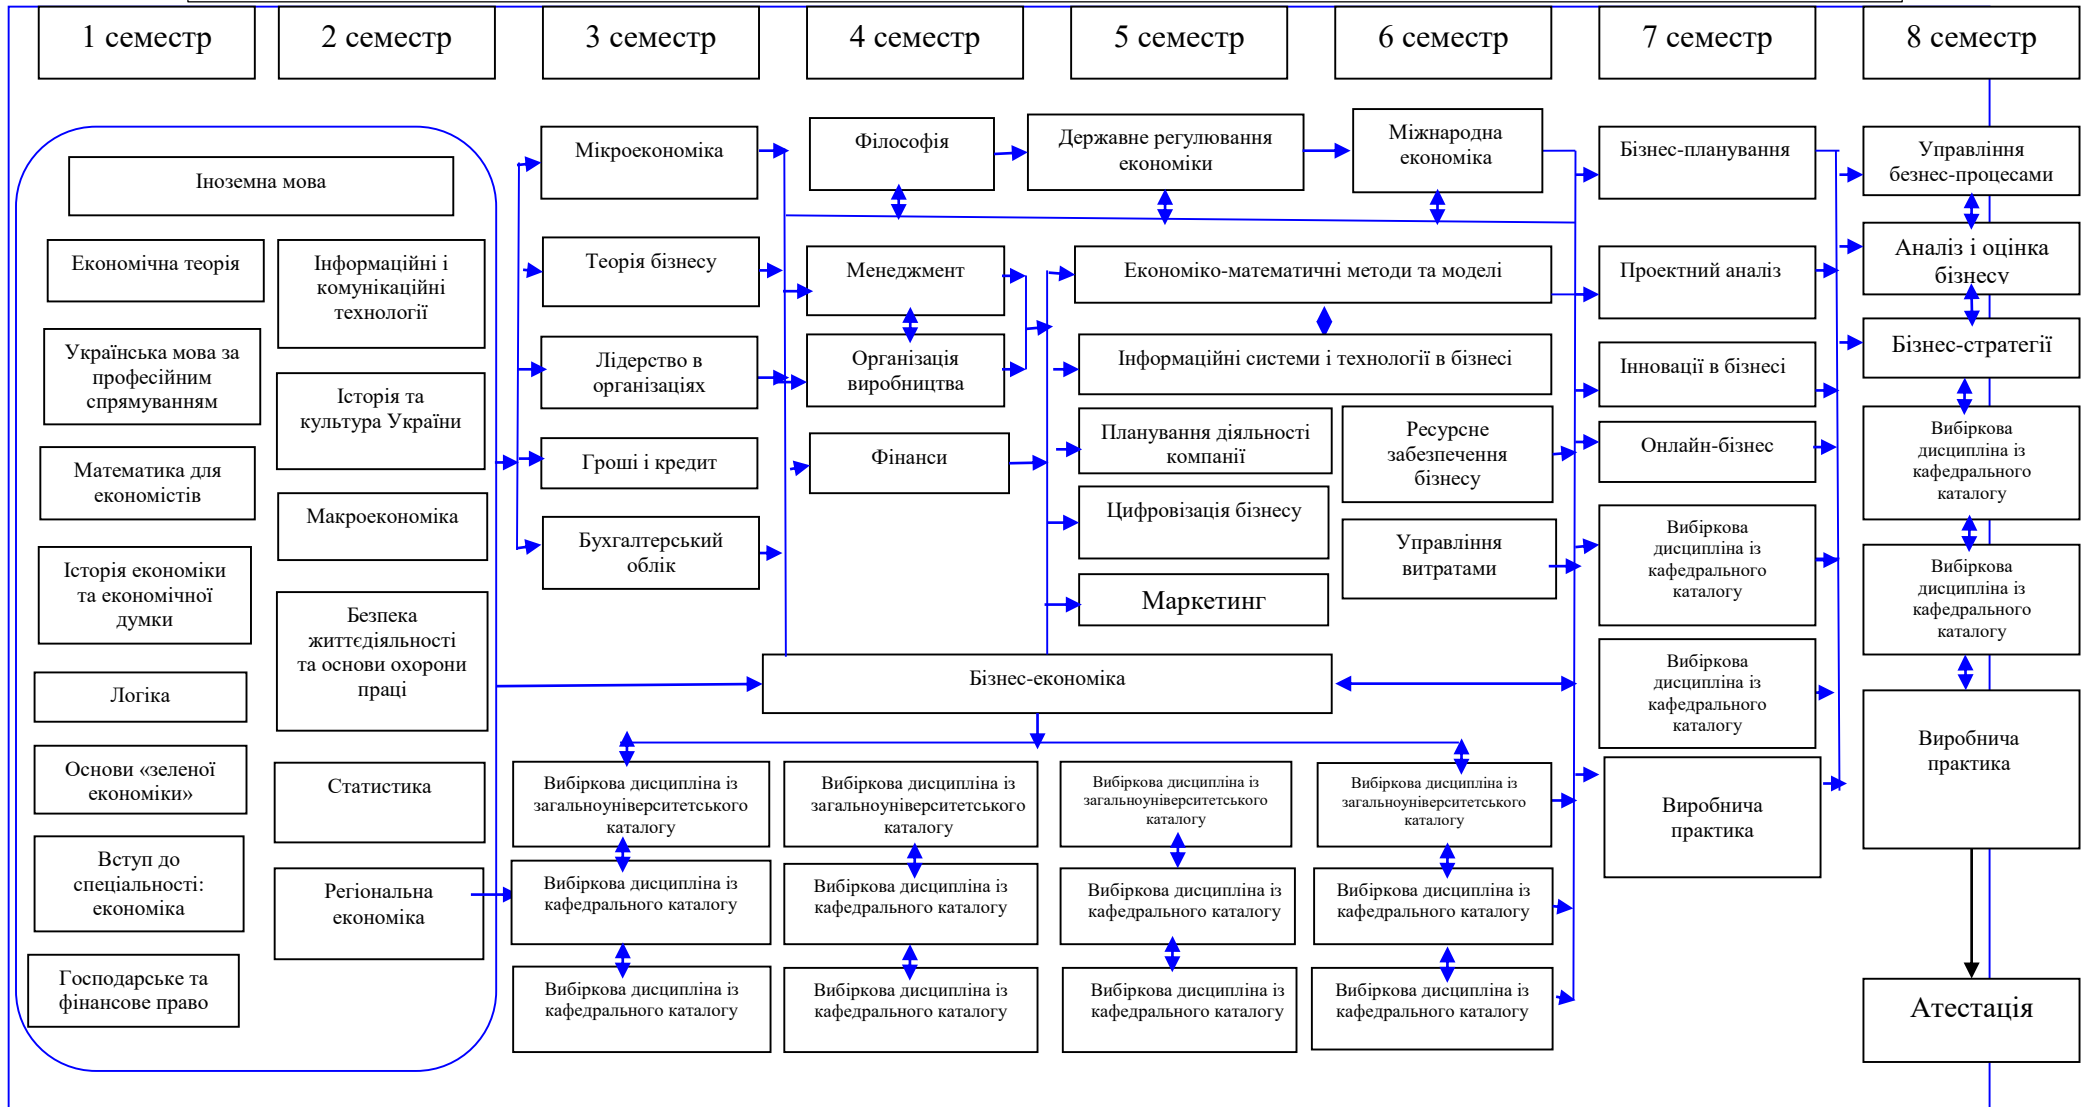 1 семестр
2 семестр
3 семестр
4 семестр
5 семестр
6 семестр
7 семестр
8 семестр
Іноземна мова
Економічна теорія
Українська мова за
професійним
спрямуванням
Математика для
економістів
Історія економіки
та економічної
думки
Логіка
Основи «зеленої
економіки»
Вступ до
спеціальності:
економіка
Господарське та
фінансове право
Інформаційні і
комунікаційні
технології
Історія та
культура України
Макроекономіка
Безпека
життєдіяльності
та основи охорони
праці
Статистика
Регіональна
економіка
Мікроекономіка
Теорія бізнесу
Лідерство в
організаціях
Гроші і кредит
Бухгалтерський
облік
Філософія
Менеджмент
Організація
виробництва
Фінанси
Державне регулювання
економіки
Міжнародна
економіка
Економіко-математичні методи та моделі
Інформаційні системи і технології в бізнесі
Планування діяльності
компанії
Цифровізація бізнесу
Маркетинг
Ресурсне
забезпечення
бізнесу
Управління
витратами
Бізнес-економіка
Вибіркова дисципліна із
загальноуніверситетського
каталогу
Вибіркова дисципліна із
кафедрального каталогу
Вибіркова дисципліна із
кафедрального каталогу
Вибіркова дисципліна із
загальноуніверситетського
каталогу
Вибіркова дисципліна із
кафедрального каталогу
Вибіркова дисципліна із
кафедрального каталогу
Вибіркова дисципліна із
загальноуніверситетського
каталогу
Вибіркова дисципліна із
кафедрального каталогу
Вибіркова дисципліна із
кафедрального каталогу
Вибіркова дисципліна із
загальноуніверситетського
каталогу
Вибіркова дисципліна із
кафедрального каталогу
Вибіркова дисципліна із
кафедрального каталогу
Бізнес-планування
Проектний аналіз
Інновації в бізнесі
Онлайн-бізнес
Вибіркова
дисципліна із
кафедрального
каталогу
Вибіркова
дисципліна із
кафедрального
каталогу
Виробнича
практика
Управління
безнес-процесами
Аналіз і оцінка
бізнесу
Бізнес-стратегії
Вибіркова
дисципліна із
кафедрального
каталогу
Вибіркова
дисципліна із
кафедрального
каталогу
Виробнича
практика
Атестація